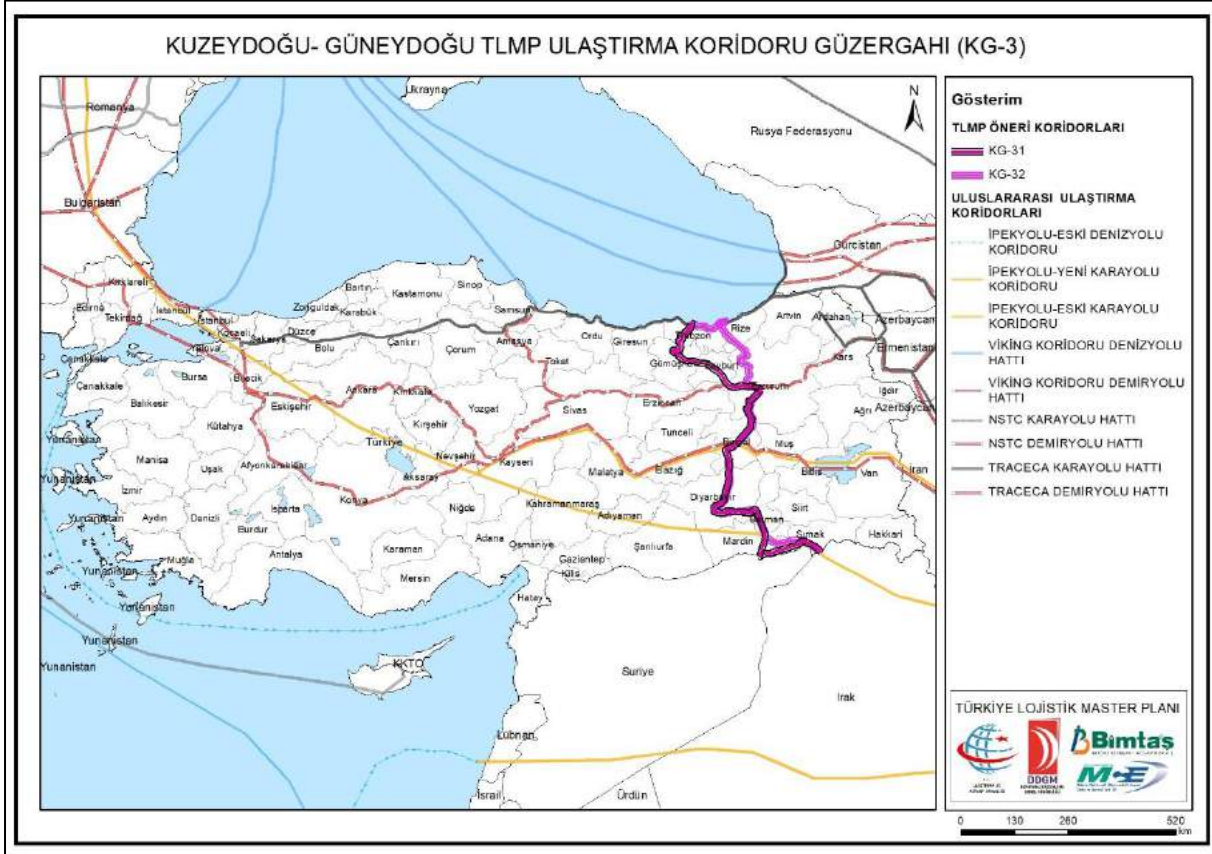 KUZEYDOĞU- GÜNEYDOĞU TLMP ULAŞTIRMA KORİDORU GÜZERGAHI (KG-3)
Ukrayna
Romanya
Rusya Federasyonu
N
Bulgaristan
Gürcistan
Kırklareli
Edirne
Tekirdağ
İstanbul
İstanbul
Kocaeli
Yalova
Sakarya
Düzce
Zonguldak
Bartın
Karabük
Kastamonu
Sinop
Samsun
Bolu
Çankırı
Çorum
Amasya
Tokat
Ordu
Giresun
Trabzon
Rize
Artvin
Ardahan
Azerbaycan
Ermenistan
Kars
Gümüşhane
Bayburt
Erzurum
Iğdır
Ağrı
Azerbaycan
Çanakkale
Çanakkale
Bursa
Bilecik
Balıkesir
Kütahya
Eskişehir
Ankara
Kırıkkale
Kırşehir
Yozgat
Sivas
Erzincan
Tunceli
Bingöl
Muş
Bitlis
Van
İran
Yunanistan
Yunanistan
Yunanistan
Yunanistan
Yunanistan
Yunanistan
Yunanistan
Manisa
Uşak
Afyonkarahisar
Türkiye
Nevşehir
Aksaray
Kayseri
Malatya
Elazığ
Diyarbakır
Batman
Siirt
Şırnak
Hakkari
İzmir
Aydın
Denizli
Isparta
Burdur
Konya
Niğde
Kahramanmaraş
Adıyaman
Muğla
Antalya
Karaman
Mersin
Adana
Osmaniye
Gaziantep
Kilis
Şanlıurfa
Mardin
Hatay
KKTC
Suriye
Irak
Lübnan
İsrail
Ürdün
Gösterim
TLMP ÖNERİ KORİDORLARI
KG-31
KG-32
ULUSLARARASI ULAŞTIRMA
KORİDORLARI
İPEKYOLU-ESKİ DENİZYOLU
KORİDORU
İPEKYOLU-YENİ KARAYOLU
KORİDORU
İPEKYOLU-ESKİ KARAYOLU
KORİDORU
VİKİNG KORİDORU DENİZYOLU
HATTI
VİKİNG KORİDORU DEMİRYOLU
HATTI
NSTC KARAYOLU HATTI
NSTC DEMİRYOLU HATTI
TRACECA KARAYOLU HATTI
TRACECA DEMİRYOLU HATTI
TÜRKİYE LOJİSTİK MASTER PLANI
DDGM
Bimtaş
M-E
0 130 260 520
km